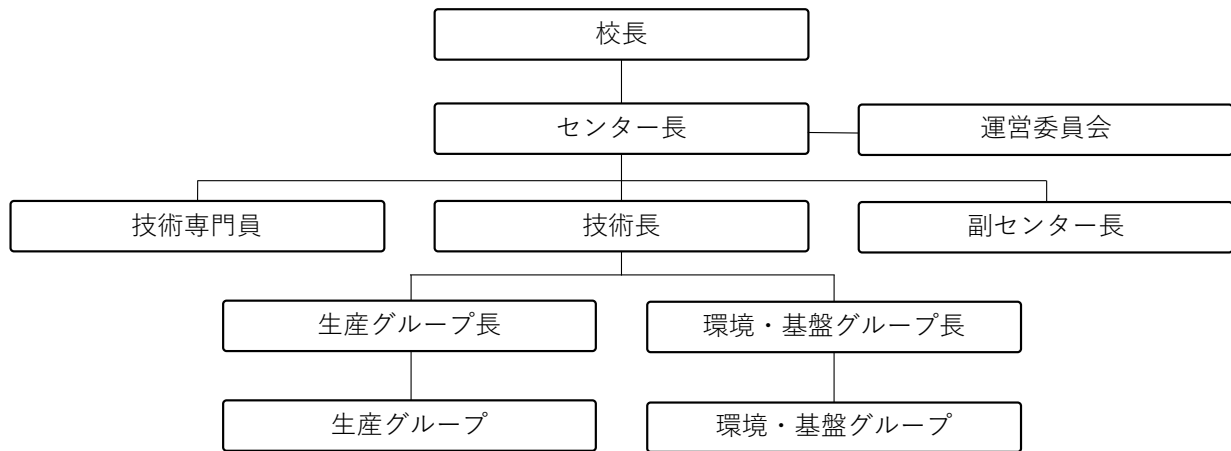 校長
センター長
運営委員会
技術専門員
技術長
副センター長
生産グループ長
環境・基盤グループ長
生産グループ
環境・基盤グループ